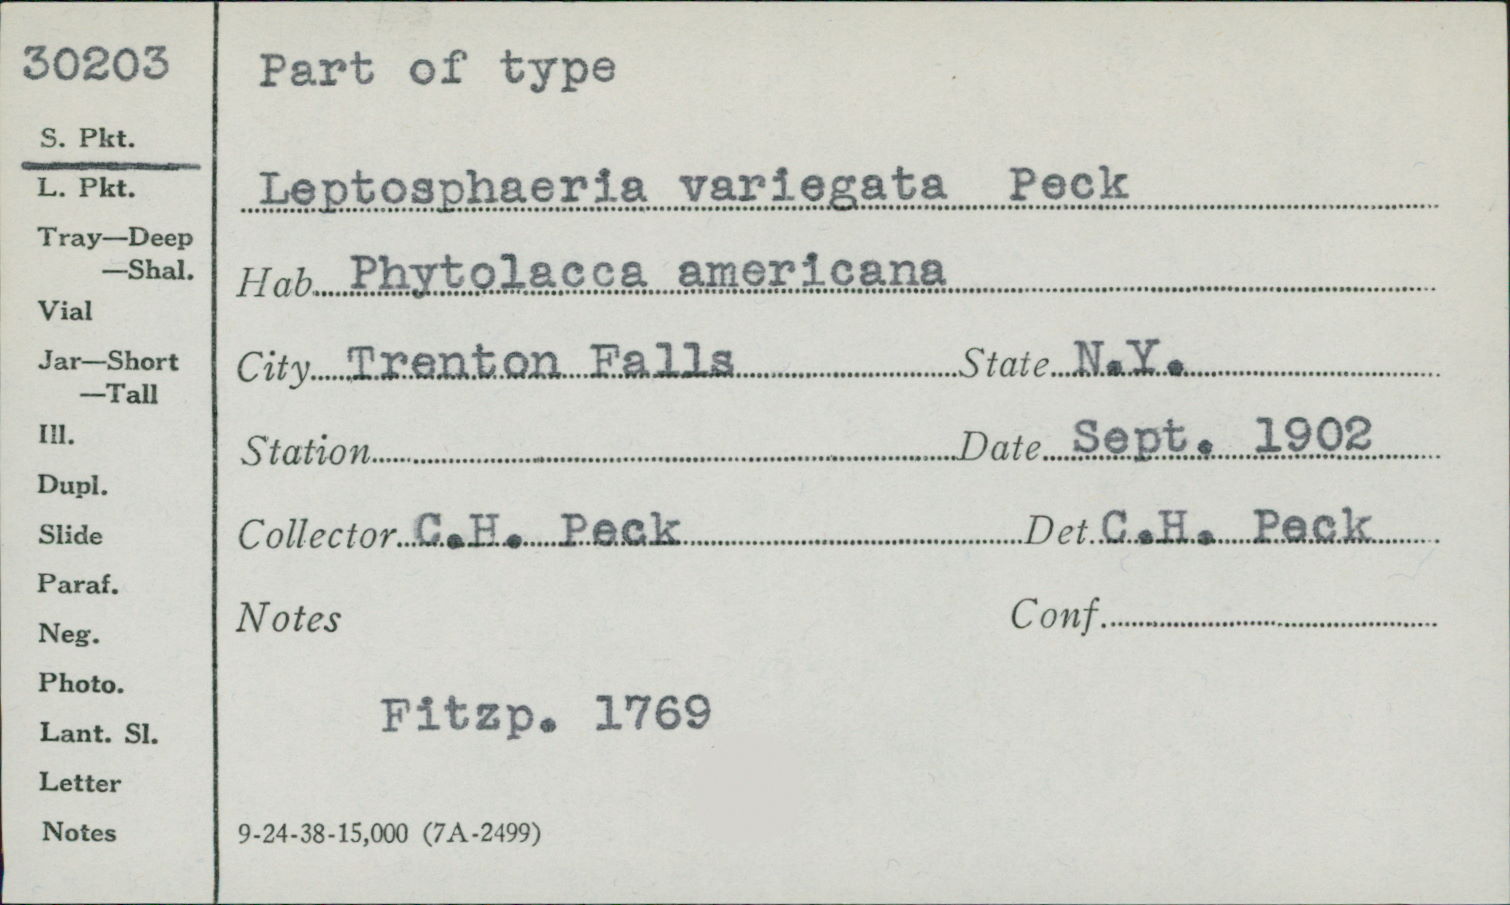 30203
S. Pkt.
L. Pkt.
Tray—Deep
—Shal.
Vial
Jar—Short
—Tall
Ill.
Dupl.
Slide
Paraf.
Neg.
Photo.
Lant. Sl.
Letter
Notes
Part of type
Leptosphaeria variegata Peck
Hab. Phytolacca americana
City Trenton Falls State N.Y.
Station Date Sept. 1902
Collector C.H. Peck Det. C.H. Peck
Notes Conf.
Fitzp. 1769
9-24-38-15,000 (7A-2499)